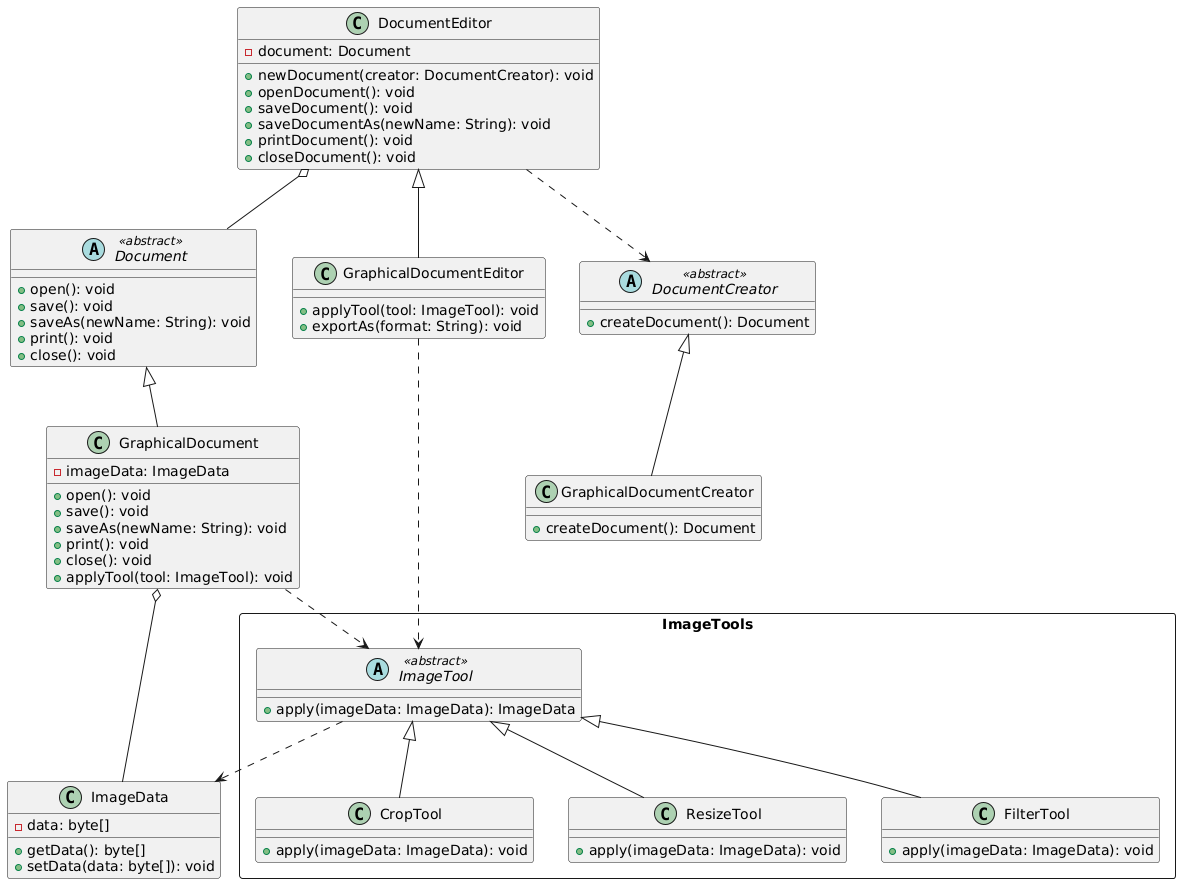 C DocumentEditor
document: Document
newDocument(creator: DocumentCreator): void
openDocument(): void
saveDocument(): void
saveDocumentAs(newName: String): void
printDocument(): void
closeDocument(): void
A «abstract»
Document
open(): void
save(): void
saveAs(newName: String): void
print(): void
close(): void
C GraphicalDocumentEditor
applyTool(tool: ImageTool): void
exportAs(format: String): void
A «abstract»
DocumentCreator
createDocument(): Document
C GraphicalDocument
imageData: ImageData
open(): void
save(): void
saveAs(newName: String): void
print(): void
close(): void
applyTool(tool: ImageTool): void
C GraphicalDocumentCreator
createDocument(): Document
ImageTools
A «abstract»
ImageTool
apply(imageData: ImageData): ImageData
C ImageData
data: byte[]
getData(): byte[]
setData(data: byte[]): void
C CropTool
apply(imageData: ImageData): void
C ResizeTool
apply(imageData: ImageData): void
C FilterTool
apply(imageData: ImageData): void